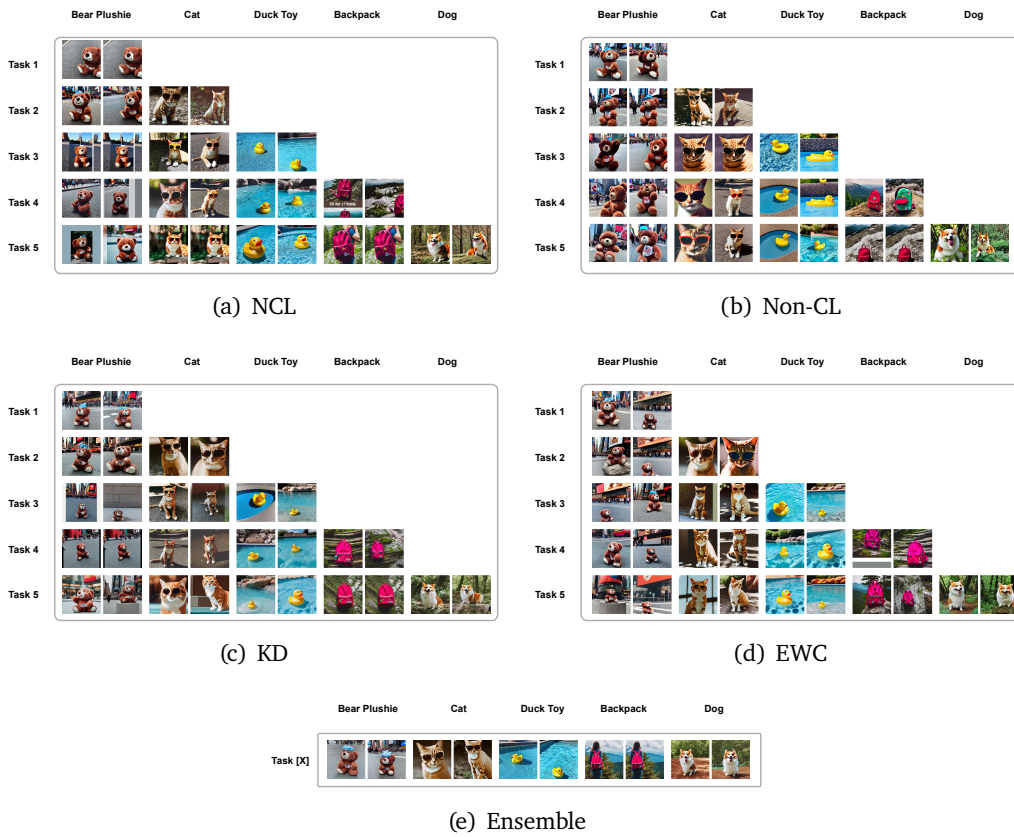 Bear Plushie Cat Duck Toy Backpack Dog
Task 1
Task 2
Task 3
Task 4
Task 5
(a) NCL
Bear Plushie Cat Duck Toy Backpack Dog
Task 1
Task 2
Task 3
Task 4
Task 5
(b) Non-CL
Bear Plushie Cat Duck Toy Backpack Dog
Task 1
Task 2
Task 3
Task 4
Task 5
(c) KD
Bear Plushie Cat Duck Toy Backpack Dog
Task 1
Task 2
Task 3
Task 4
Task 5
(d) EWC
Bear Plushie Cat Duck Toy Backpack Dog
Task [X]
(e) Ensemble